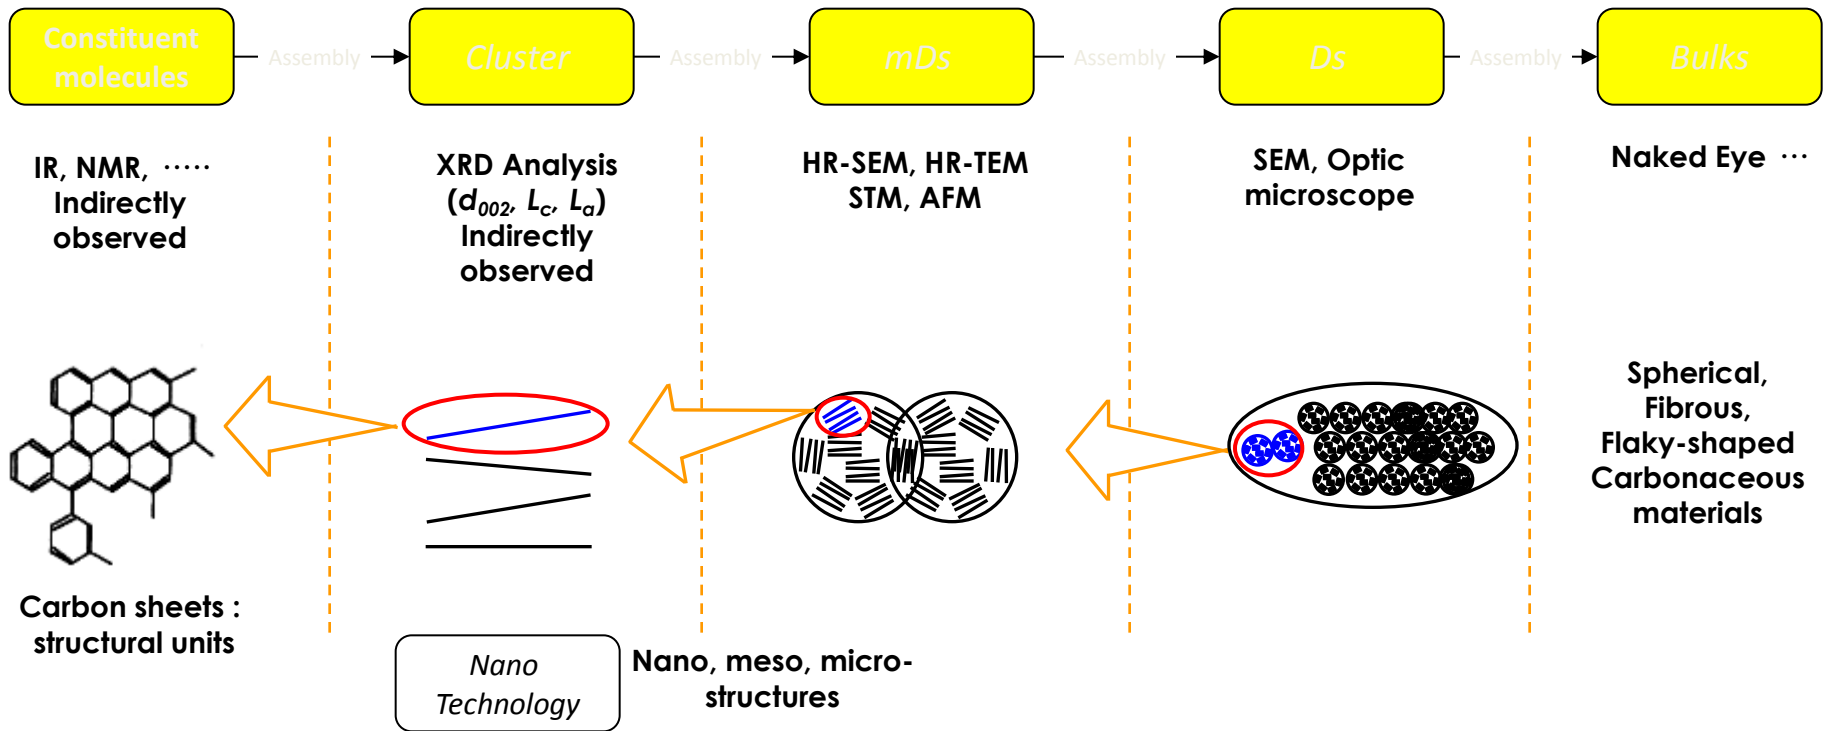 Constituent
molecules
Assembly
Cluster
Assembly
mDs
Assembly
Ds
Assembly
Bulks
IR, NMR, ·····
Indirectly
observed
XRD Analysis
(d002, Lc, La)
Indirectly
observed
HR-SEM, HR-TEM
STM, AFM
SEM, Optic
microscope
Naked Eye ···
Spherical,
Fibrous,
Flaky-shaped
Carbonaceous
materials
Carbon sheets :
structural units
Nano
Technology
Nano, meso, micro-
structures